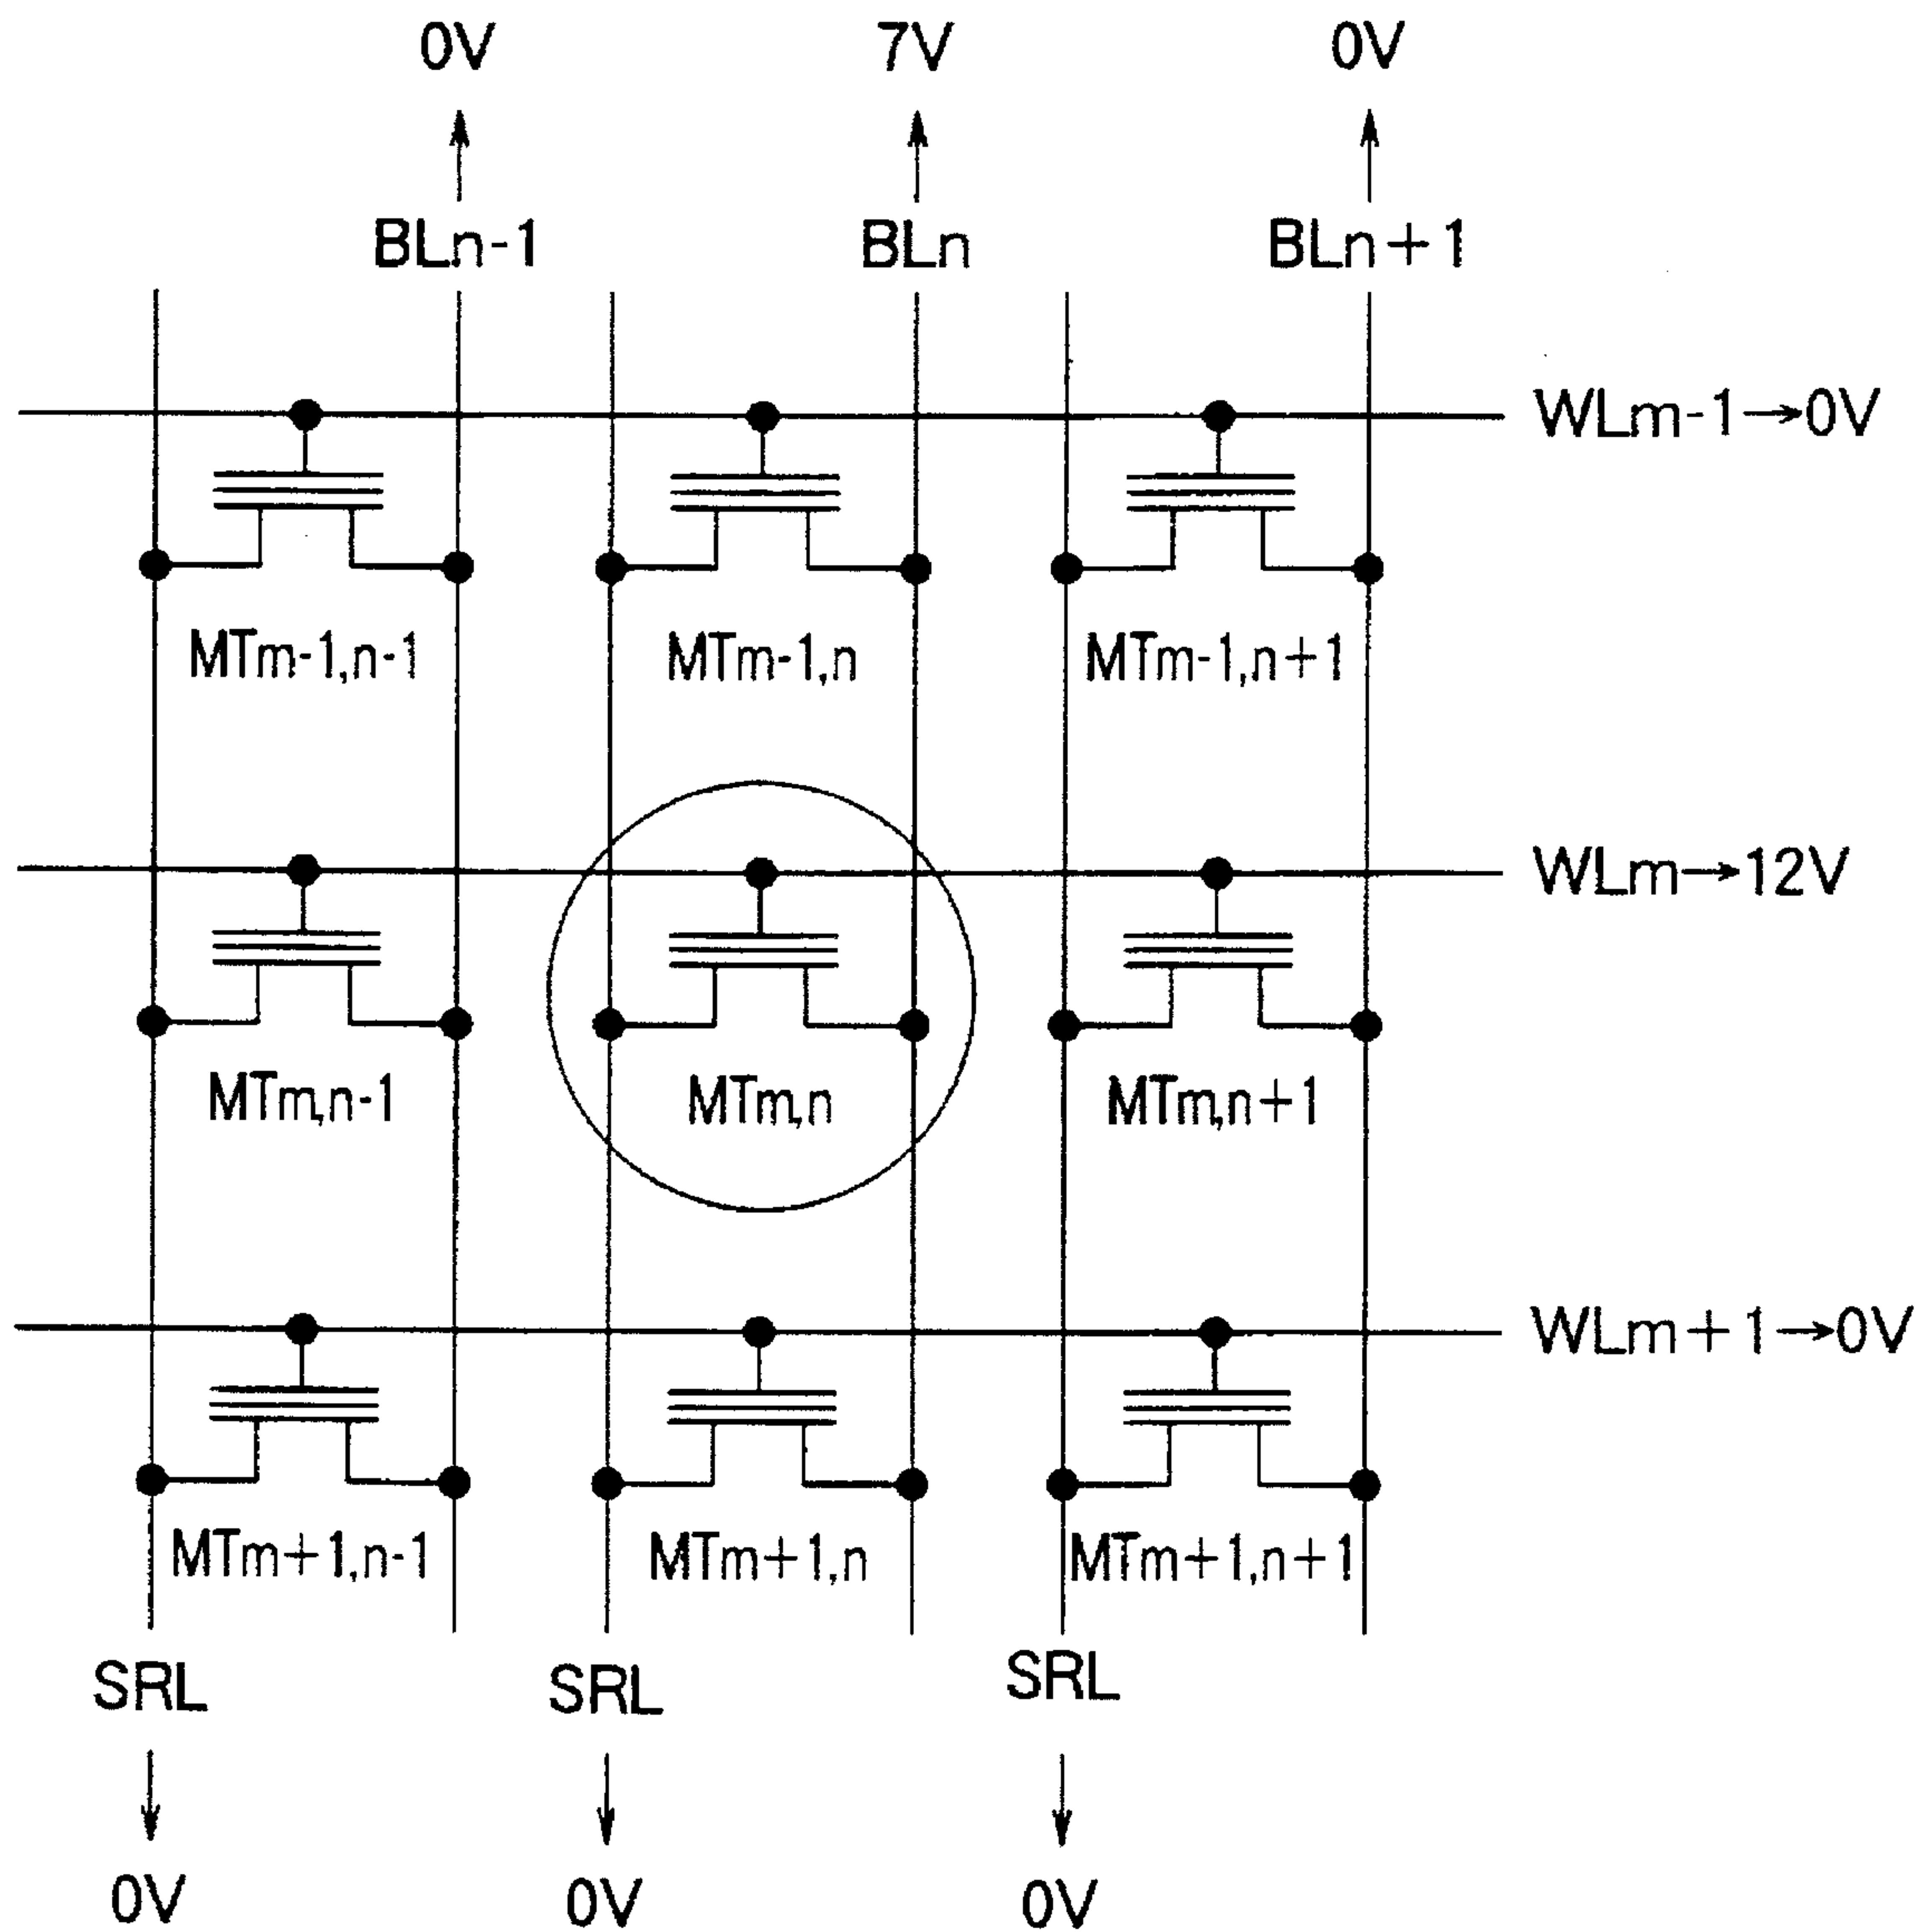 0V 7V 0V
BLn-1 BLn BLn+1
WLm-1→0V
MTm-1,n-1 MTm-1,n MTm-1,n+1
WLm→12V
MTm,n-1 MTm,n MTm,n+1
WLm+1→0V
MTm+1,n-1 MTm+1,n MTm+1,n+1
SRL SRL SRL
0V 0V 0V